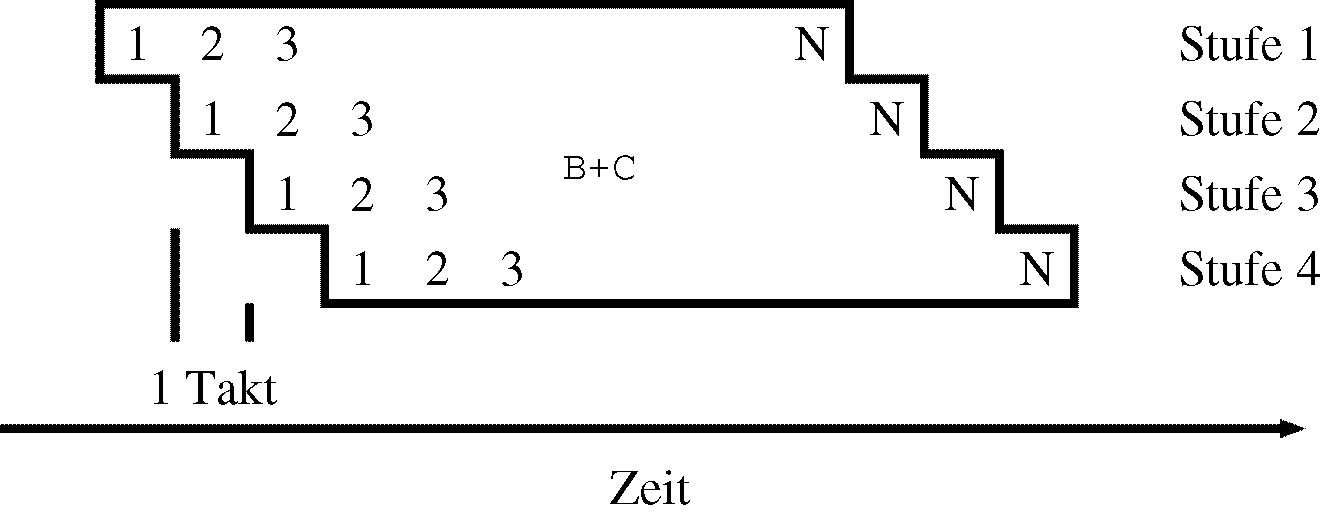 1 2 3 N Stufe 1
1 2 3 N Stufe 2
B+C
1 2 3 N Stufe 3
1 2 3 N Stufe 4
1 Takt
Zeit